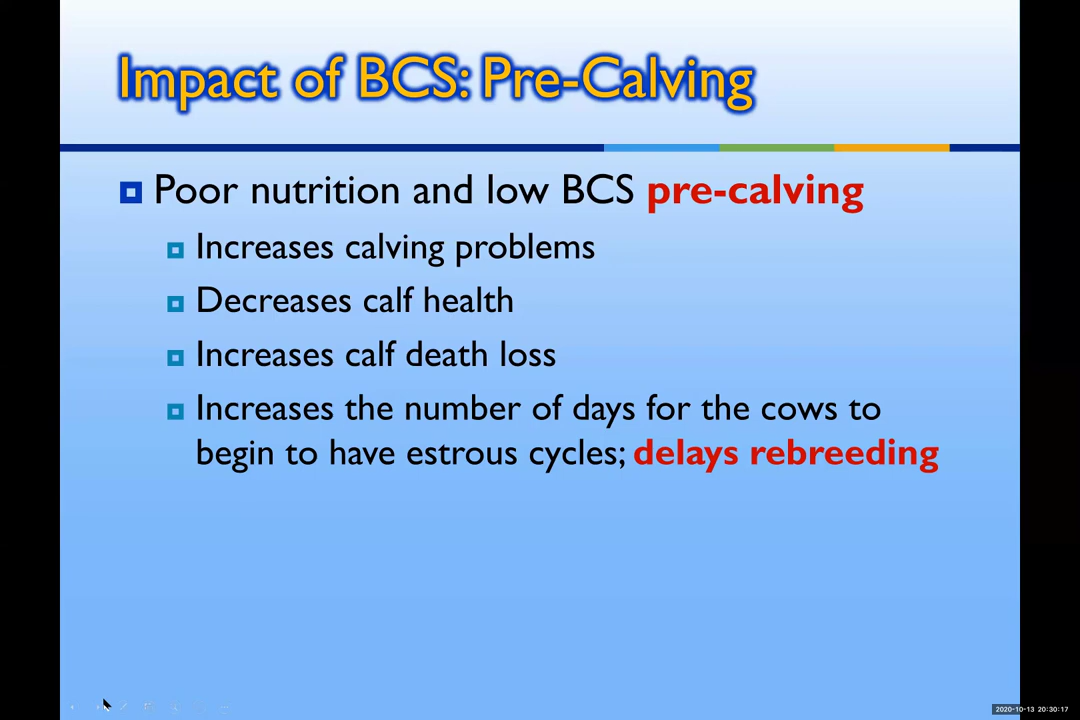 Impact of BCS: Pre-Calving
Poor nutrition and low BCS pre-calving
Increases calving problems
Decreases calf health
Increases calf death loss
Increases the number of days for the cows to
begin to have estrous cycles; delays rebreeding
2020-10-13 20:30:17